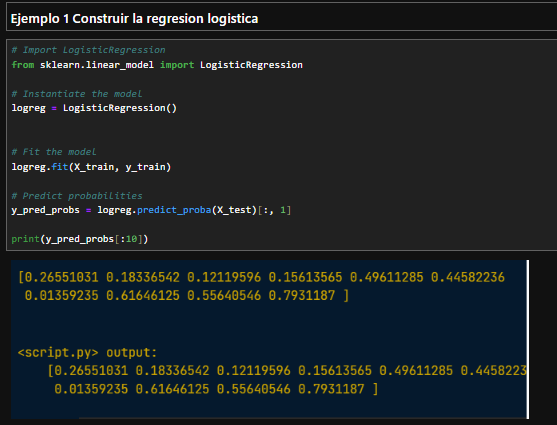 Ejemplo 1 Construir la regresion logistica
# Import LogisticRegression
from sklearn.linear_model import LogisticRegression
# Instantiate the model
logreg = LogisticRegression()
# Fit the model
logreg.fit(X_train, y_train)
# Predict probabilities
y_pred_probs = logreg.predict_proba(X_test)[:, 1]
print(y_pred_probs[:10])
[0.26551031 0.18336542 0.12119596 0.15613565 0.49611285 0.44582236
0.01359235 0.61646125 0.55640546 0.7931187 ]
<script.py> output:
[0.26551031 0.18336542 0.12119596 0.15613565 0.49611285 0.4458223
0.01359235 0.61646125 0.55640546 0.7931187 ]